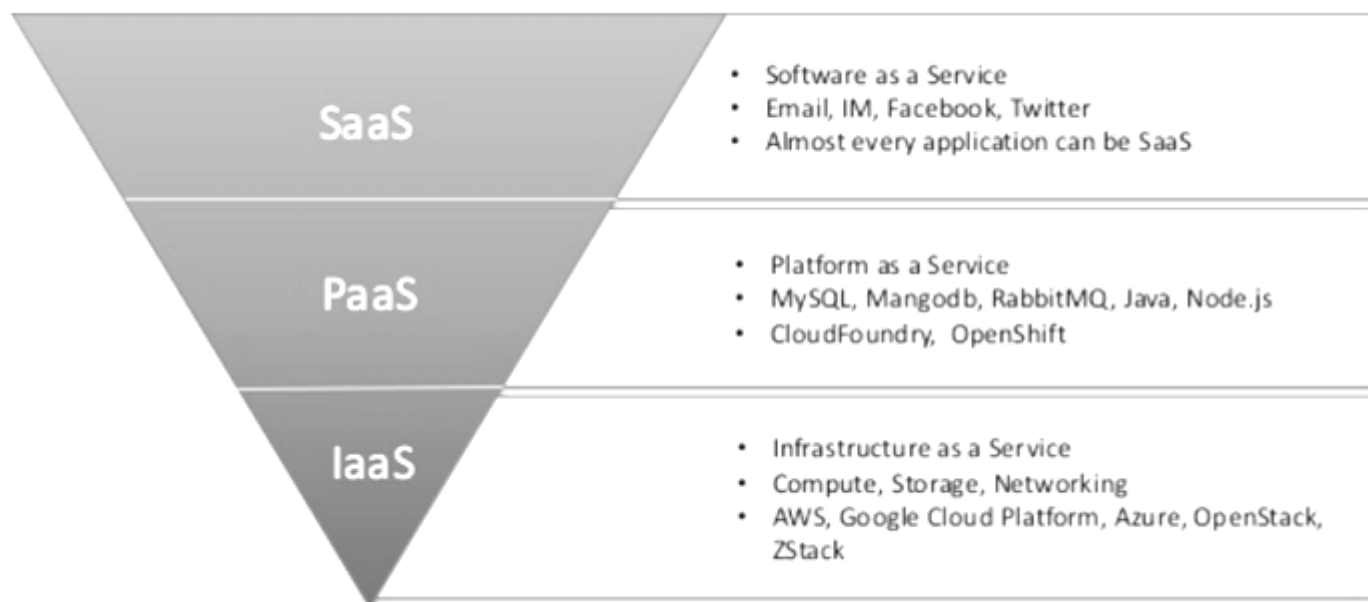 SaaS
• Software as a Service
• Email, IM, Facebook, Twitter
• Almost every application can be SaaS
PaaS
• Platform as a Service
• MySQL, Mangodb, RabbitMQ, Java, Node.js
• CloudFoundry, OpenShift
IaaS
• Infrastructure as a Service
• Compute, Storage, Networking
• AWS, Google Cloud Platform, Azure, OpenStack,
ZStack